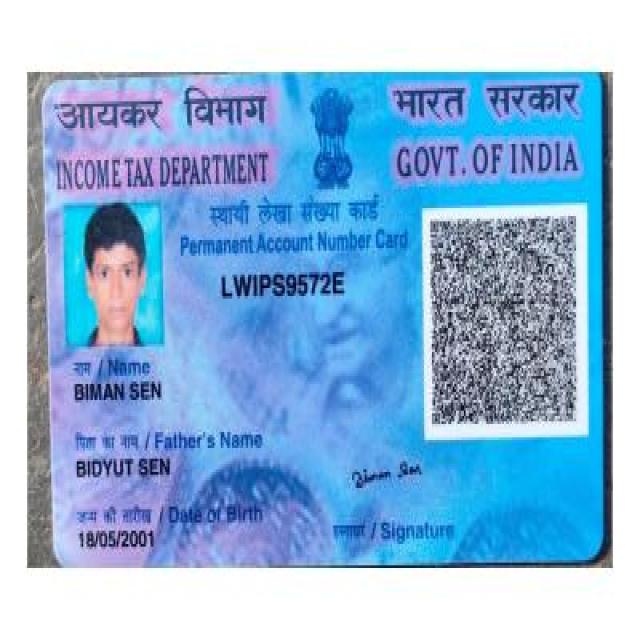 आयकर विभाग
भारत सरकार
INCOME TAX DEPARTMENT
GOVT. OF INDIA
स्थायी लेखा संख्या कार्ड
Permanent Account Number Card
LWIPS9572E
नाम / Name
BIMAN SEN
पिता का नाम / Father's Name
BIDYUT SEN
जन्म की तारीख / Date of Birth
18/05/2001
Biman Sen
हस्ताक्षर / Signature